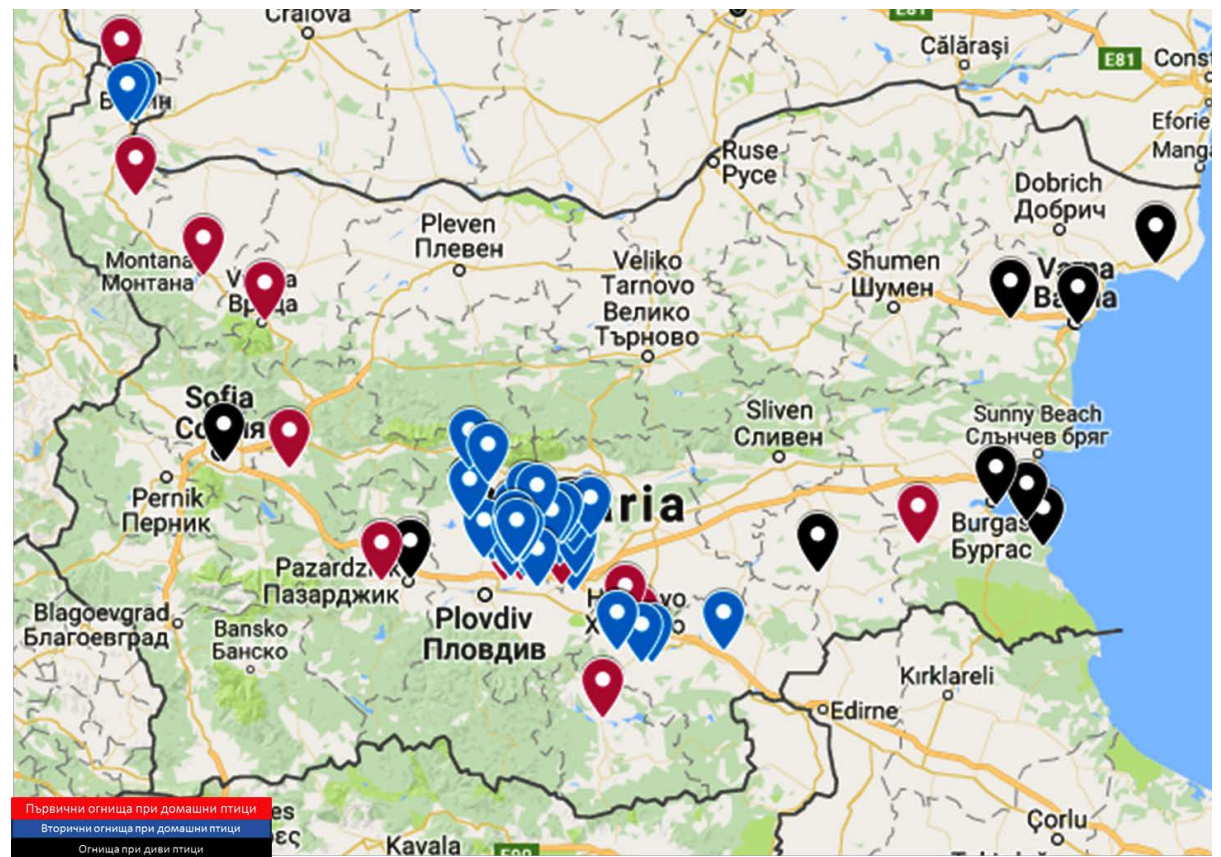 Craiova
E81
Călăraşi
E81
Const
Eforie
Manga
Ruse
Русе
Dobrich
Добрич
Pleven
Плевен
Montana
Монтана
Veliko
Tarnovo
Велико
Търново
Shumen
Шумен
Sofia
Sliven
Сливен
Sunny Beach
Слънчев бряг
Pernik
Перник
Burgas
Бургас
Пазарджик
Blagoevgrad
Благоевград
Bansko
Банско
Plovdiv
Пловдив
Kırklareli
Edirne
Çorlu
Kavala
Първични огнища при домашни птици
Вторични огнища при домашни птици
Огнища при диви птици